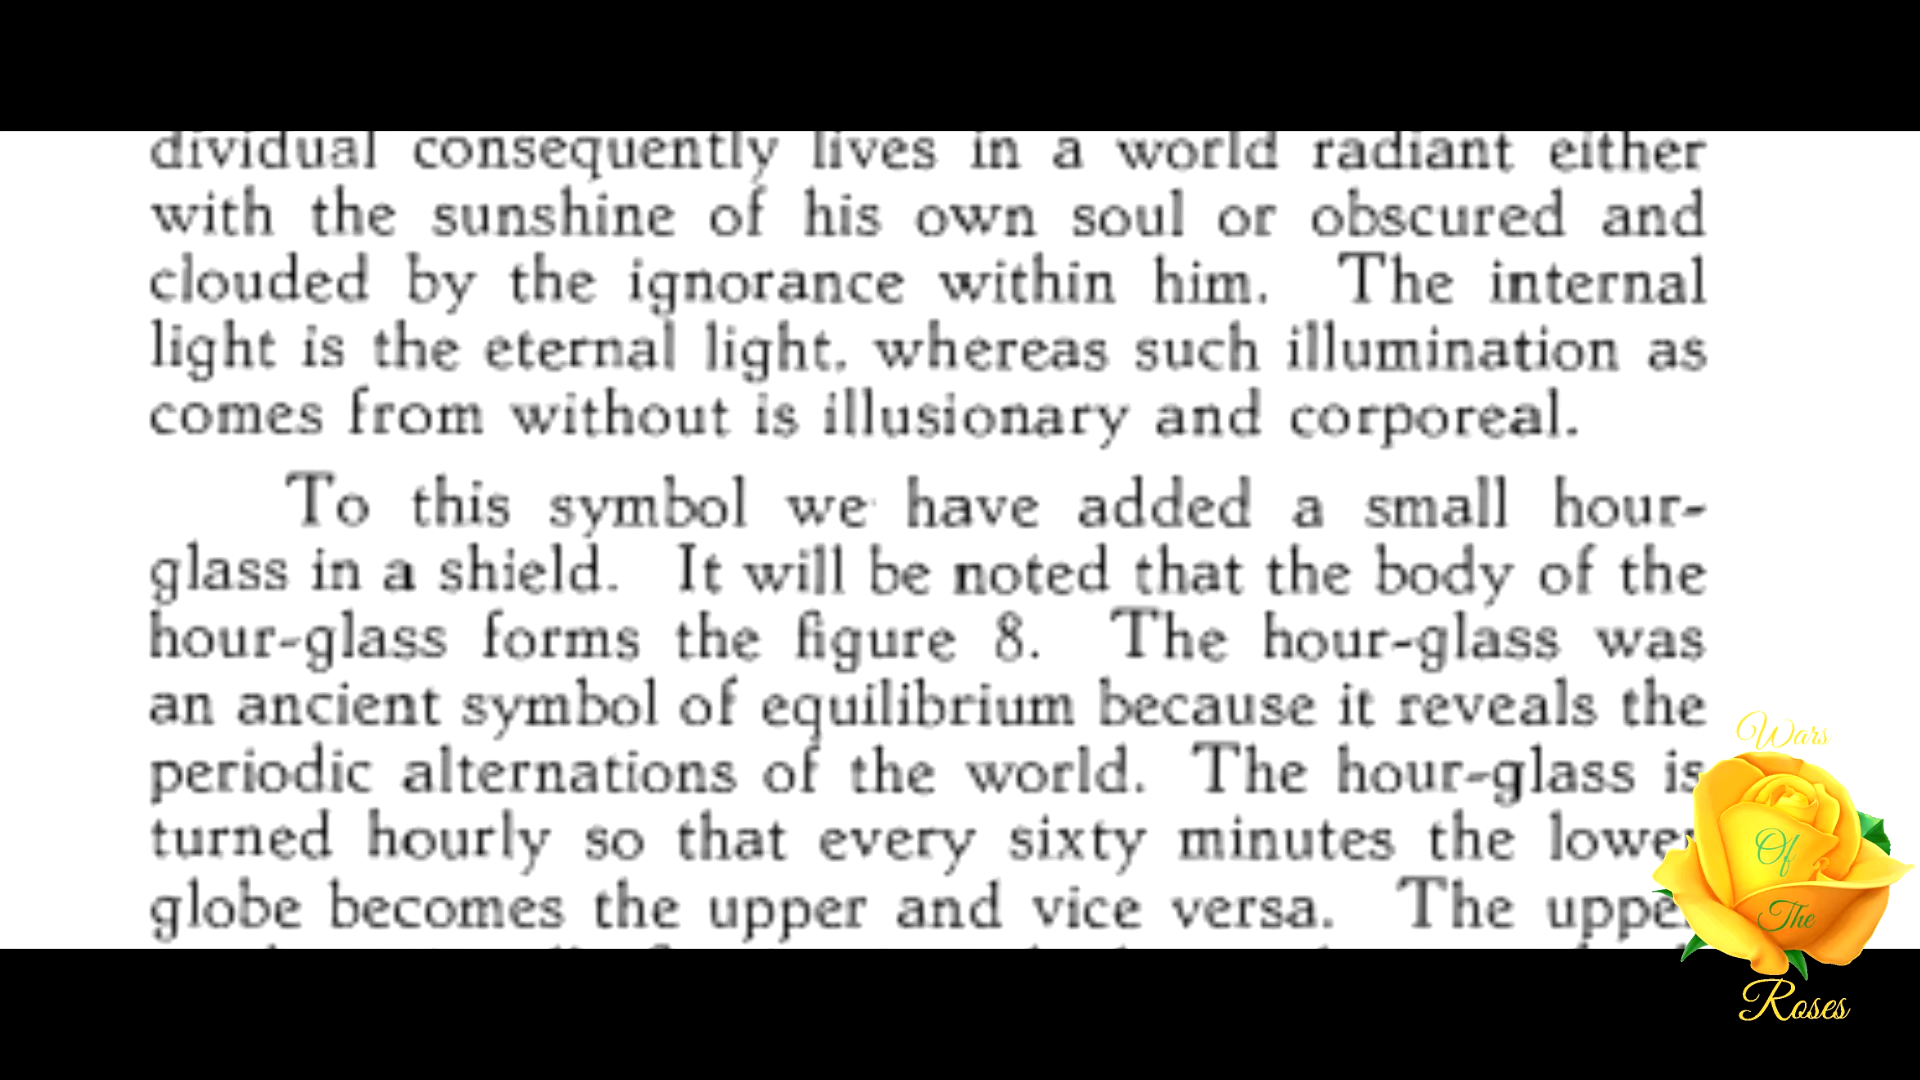 dividual consequently lives in a world radiant either
with the sunshine of his own soul or obscured and
clouded by the ignorance within him. The internal
light is the eternal light, whereas such illumination as
comes from without is illusionary and corporeal.
To this symbol we have added a small hour-
glass in a shield. It will be noted that the body of the
hour-glass forms the figure 8. The hour-glass was
an ancient symbol of equilibrium because it reveals the
periodic alternations of the world. The hour-glass is
turned hourly so that every sixty minutes the lower
globe becomes the upper and vice versa. The upper
Wars
Of
The
Roses